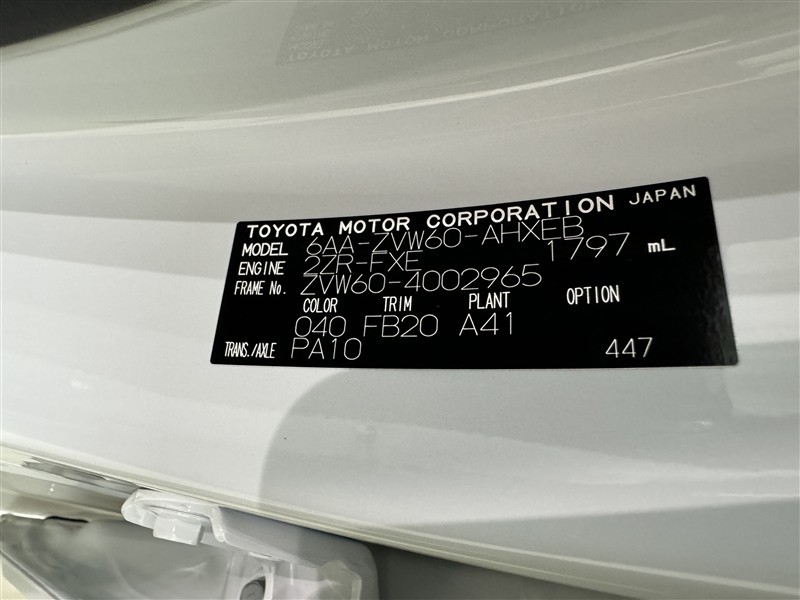 TOYOTA MOTOR CORPORATION JAPAN
MODEL 6AA-ZVW60-AHXEB
ENGINE 2ZR-FXE 1797 mL
FRAME No. ZVW60-4002965
COLOR TRIM PLANT OPTION
040 FB20 A41
TRANS./AXLE PA10 447